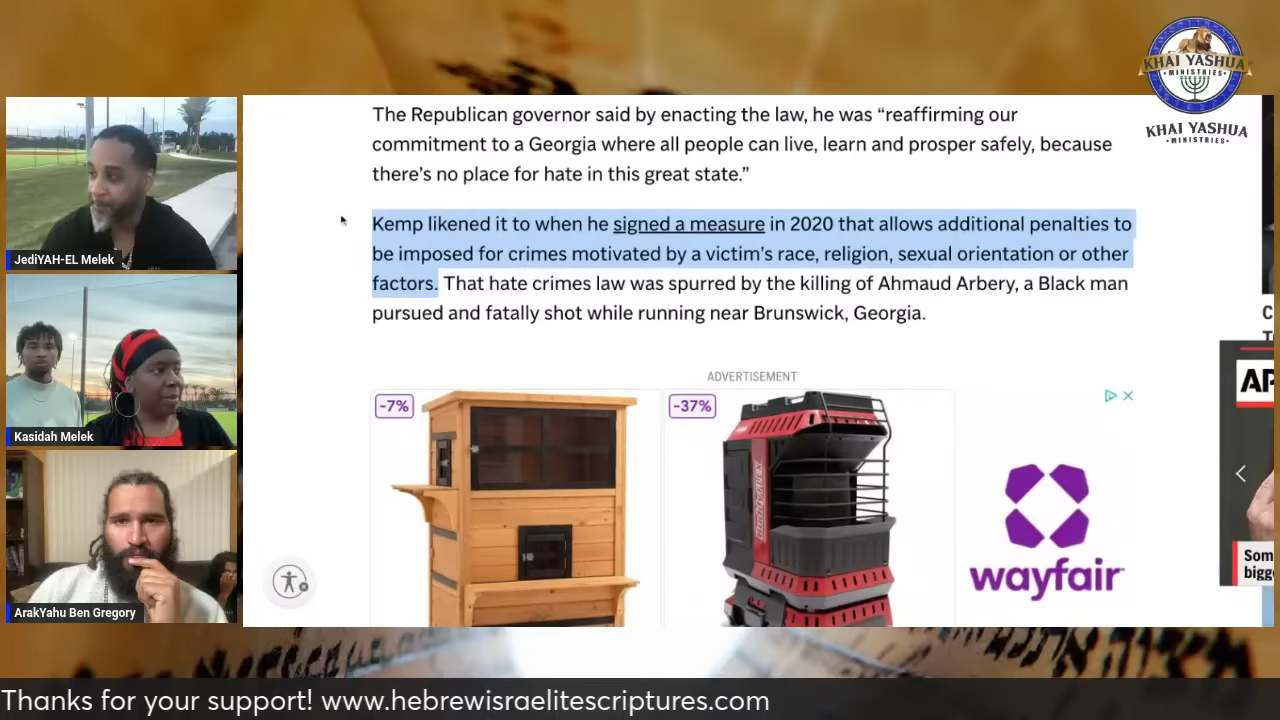 KHAI YASHUA
•MINISTRIES•
KHAI YASHUA
•MINISTRIES•
JediYAH-EL Melek
Kasidah Melek
ArakYahu Ben Gregory
The Republican governor said by enacting the law, he was “reaffirming our
commitment to a Georgia where all people can live, learn and prosper safely, because
there’s no place for hate in this great state.”
Kemp likened it to when he signed a measure in 2020 that allows additional penalties to
be imposed for crimes motivated by a victim’s race, religion, sexual orientation or other
factors. That hate crimes law was spurred by the killing of Ahmaud Arbery, a Black man
pursued and fatally shot while running near Brunswick, Georgia.
ADVERTISEMENT
-7%
-37%
wayfair
AP
Som
bigge
Thanks for your support! www.hebrewisraelitescriptures.com